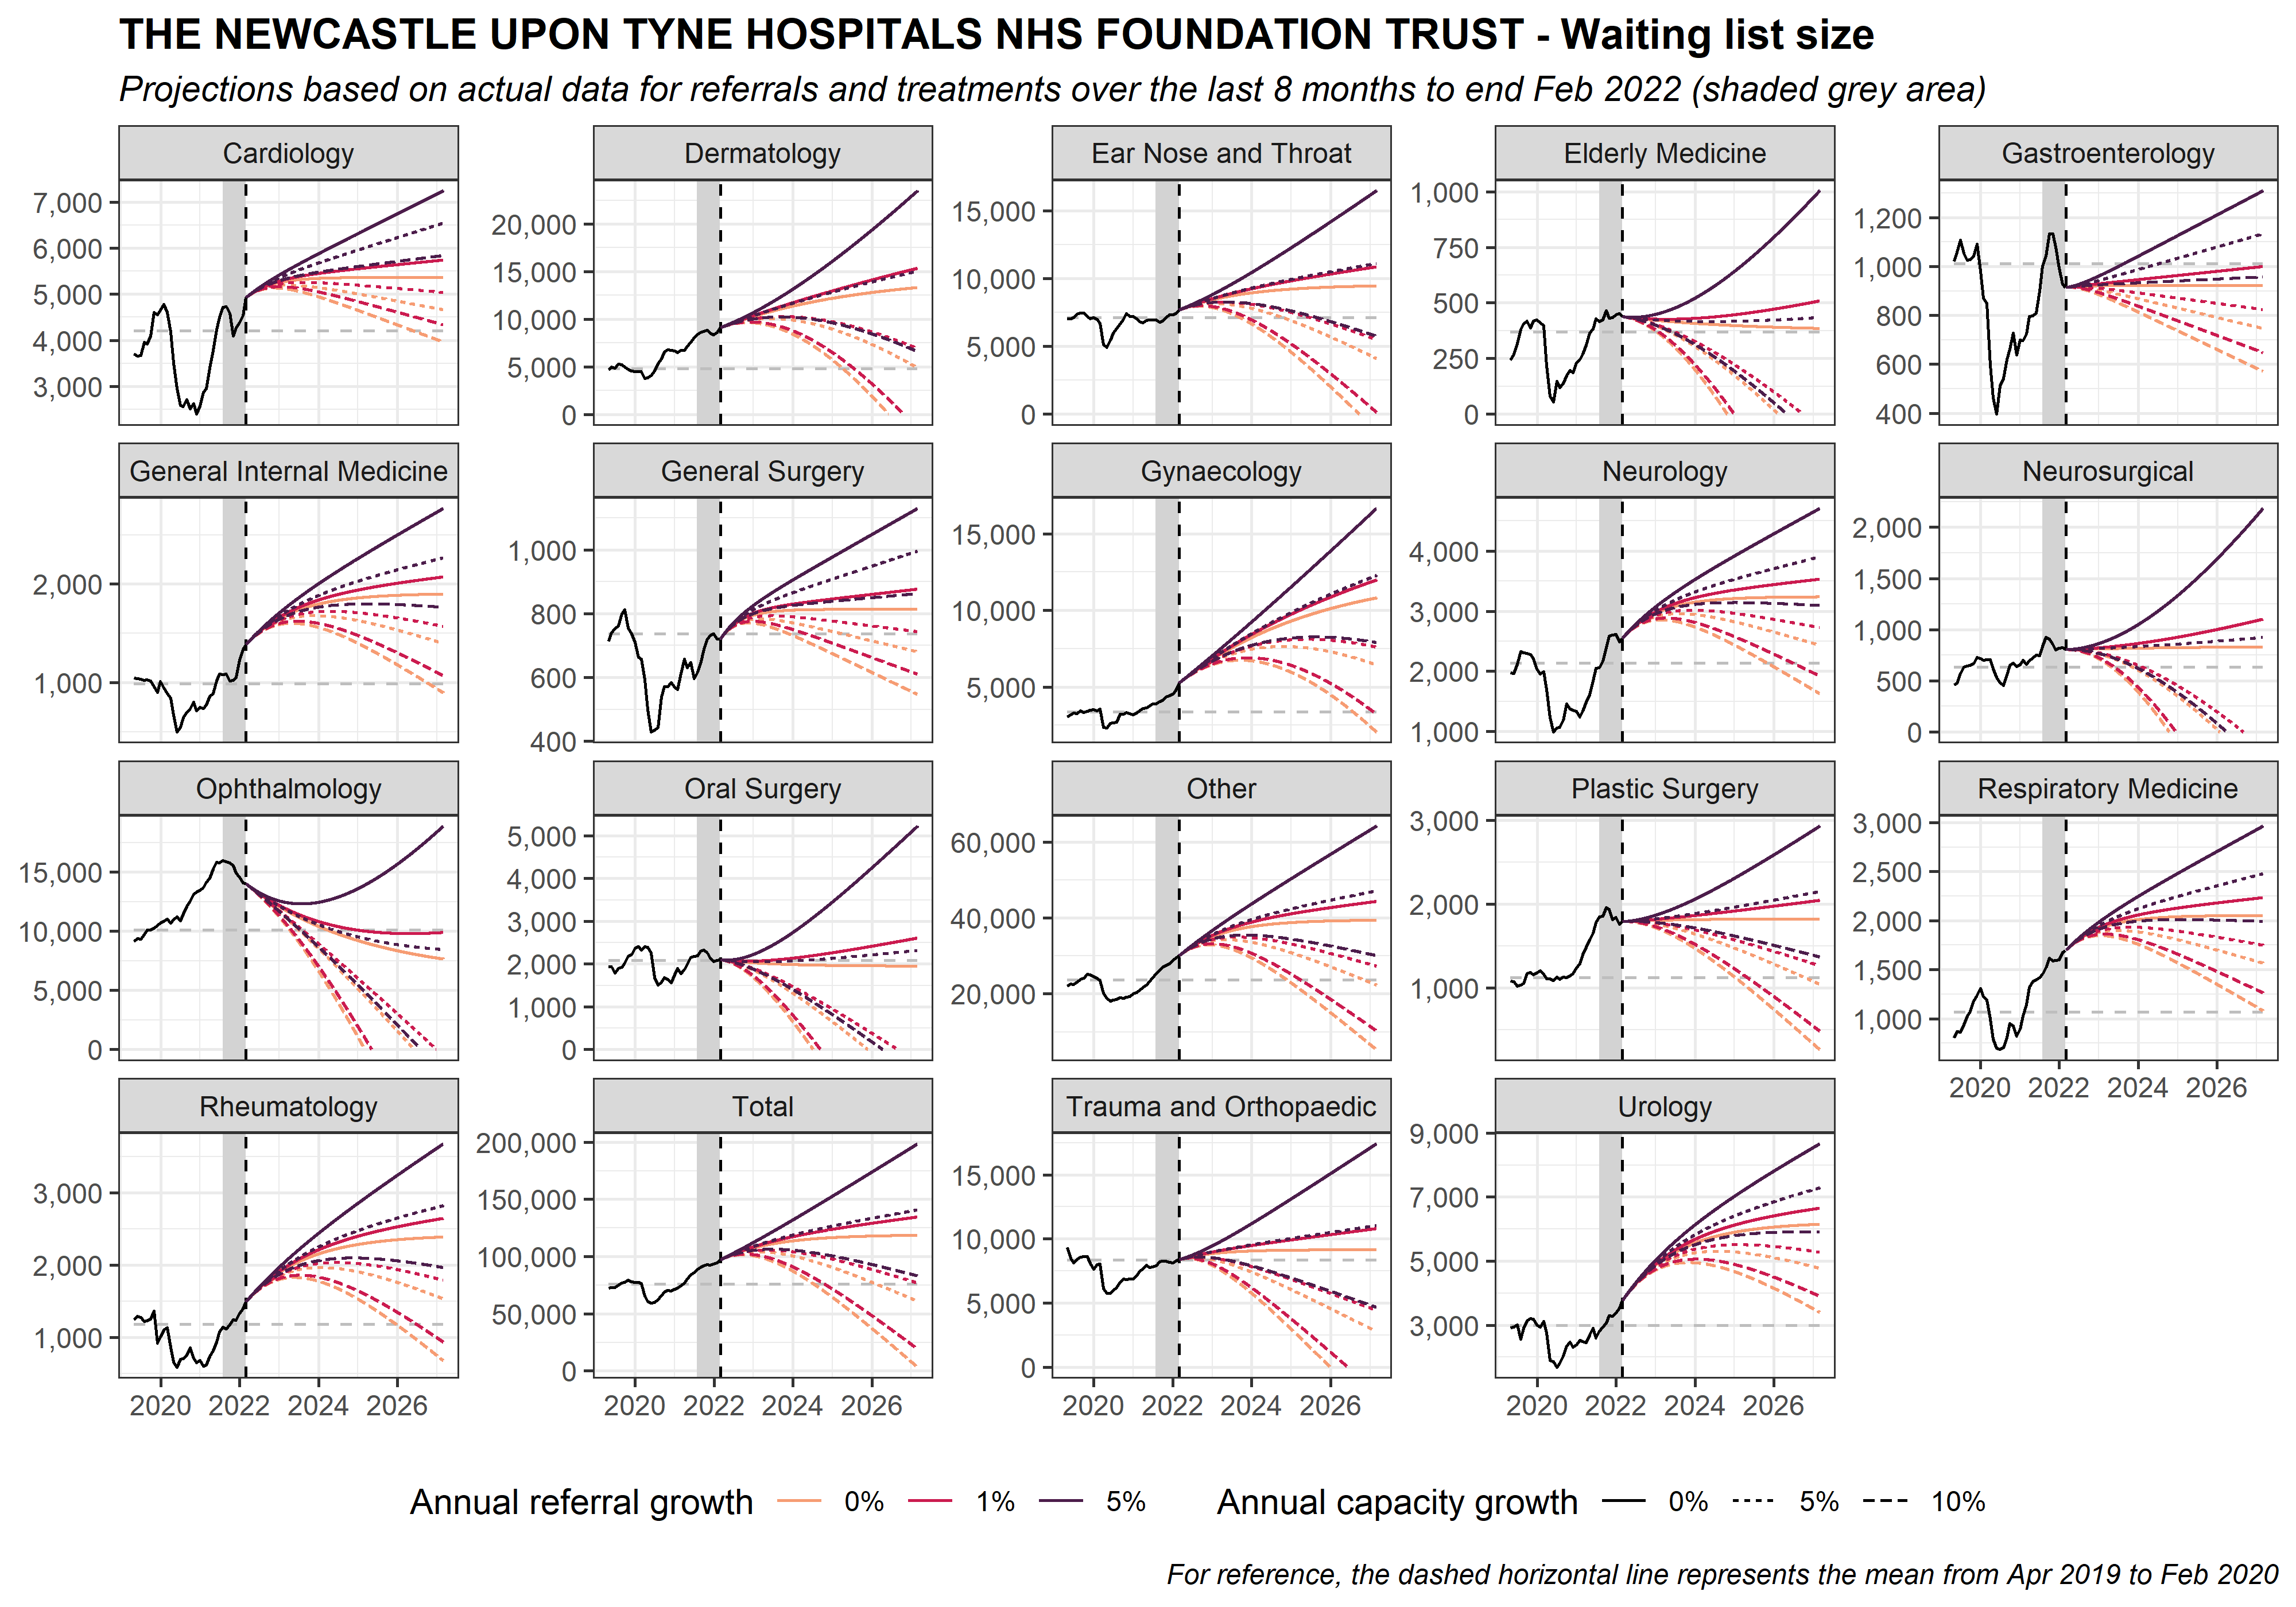 THE NEWCASTLE UPON TYNE HOSPITALS NHS FOUNDATION TRUST - Waiting list size
Projections based on actual data for referrals and treatments over the last 8 months to end Feb 2022 (shaded grey area)
Cardiology
7,000
6,000
5,000
4,000
3,000
Dermatology
20,000
15,000
10,000
5,000
0
Ear Nose and Throat
15,000
10,000
5,000
0
Elderly Medicine
1,000
750
500
250
0
Gastroenterology
1,200
1,000
800
600
400
General Internal Medicine
2,000
1,000
General Surgery
1,000
800
600
400
Gynaecology
15,000
10,000
5,000
Neurology
4,000
3,000
2,000
1,000
Neurosurgical
2,000
1,500
1,000
500
0
Ophthalmology
15,000
10,000
5,000
0
Oral Surgery
5,000
4,000
3,000
2,000
1,000
0
Other
60,000
40,000
20,000
Plastic Surgery
3,000
2,000
1,000
Respiratory Medicine
3,000
2,500
2,000
1,500
1,000
2020 2022 2024 2026
Rheumatology
3,000
2,000
1,000
2020 2022 2024 2026
Total
200,000
150,000
100,000
50,000
0
2020 2022 2024 2026
Trauma and Orthopaedic
15,000
10,000
5,000
0
2020 2022 2024 2026
Urology
9,000
7,000
5,000
3,000
2020 2022 2024 2026
Annual referral growth 0% 1% 5% Annual capacity growth 0% 5% 10%
For reference, the dashed horizontal line represents the mean from Apr 2019 to Feb 2020